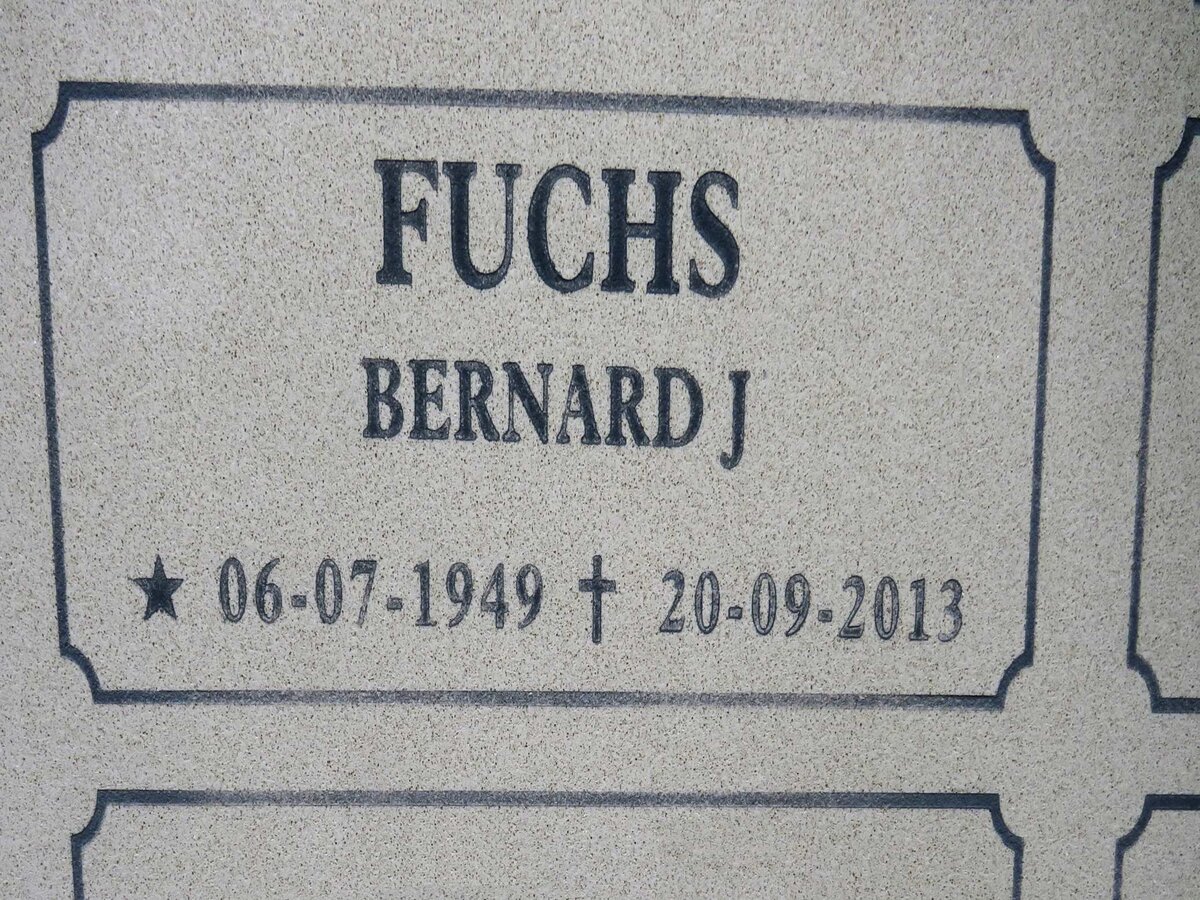 FUCHS
BERNARD J
★ 06-07-1949 ✝ 20-09-2013